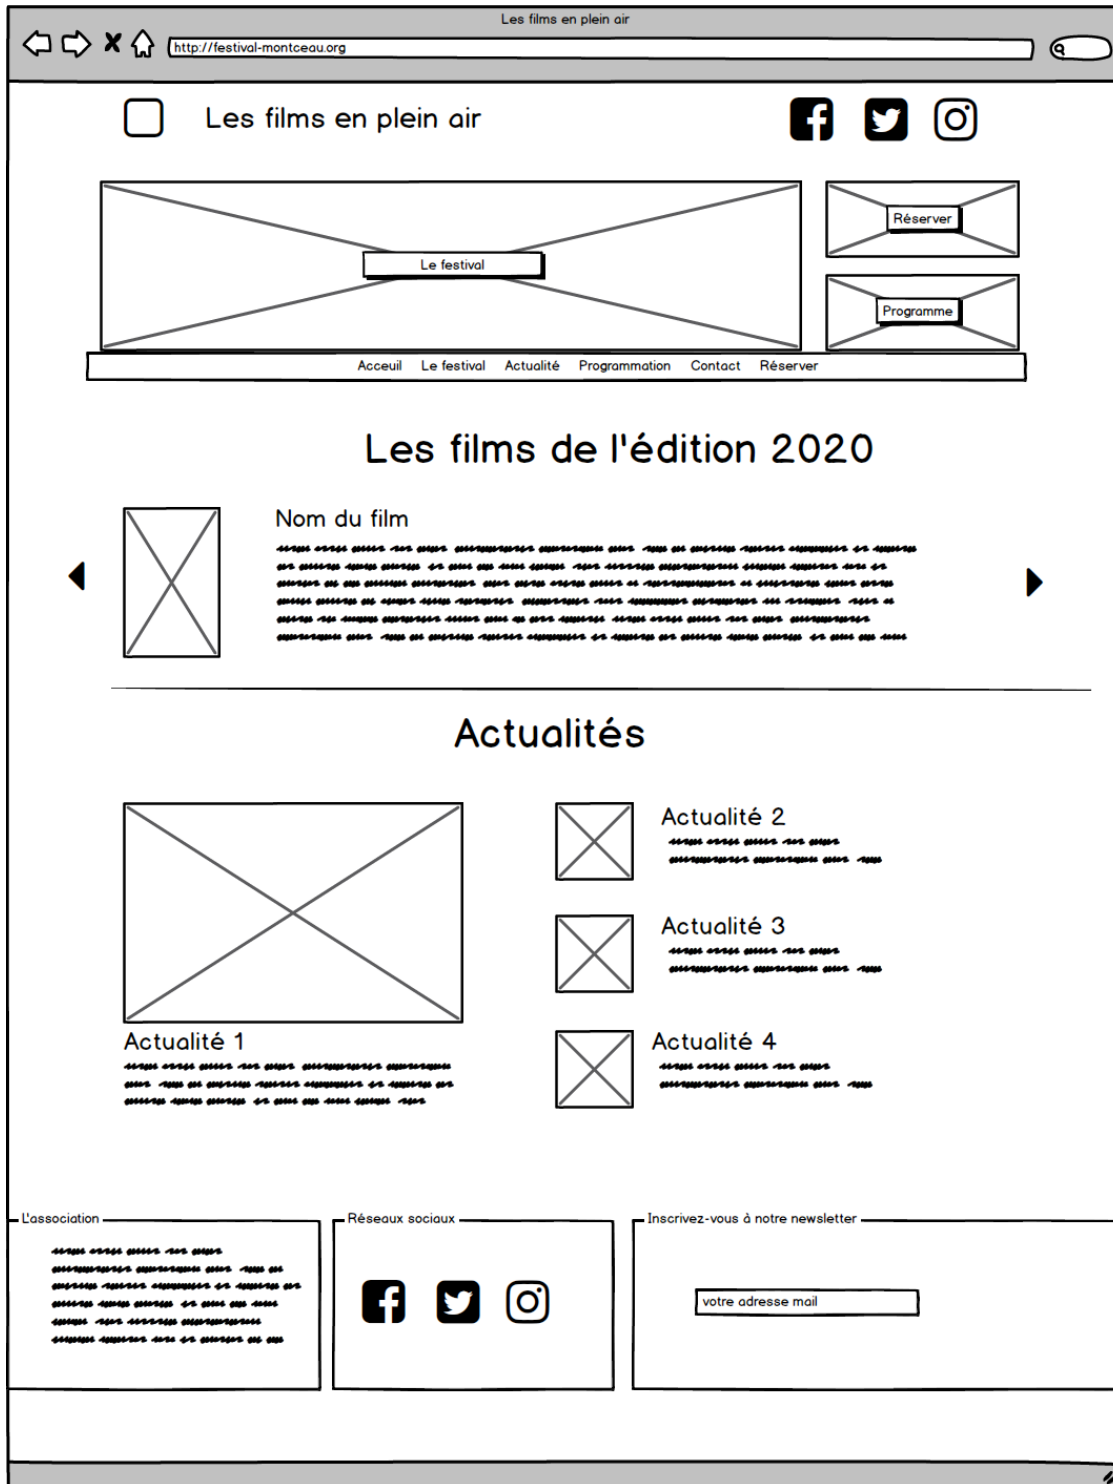 Les films en plein air
http://festival-montceau.org
Les films en plein air
Le festival
Réserver
Programme
Acceuil Le festival Actualité Programmation Contact Réserver
Les films de l'édition 2020
Nom du film
Actualités
Actualité 1
Actualité 2
Actualité 3
Actualité 4
L'association
Réseaux sociaux
Inscrivez-vous à notre newsletter
votre adresse mail